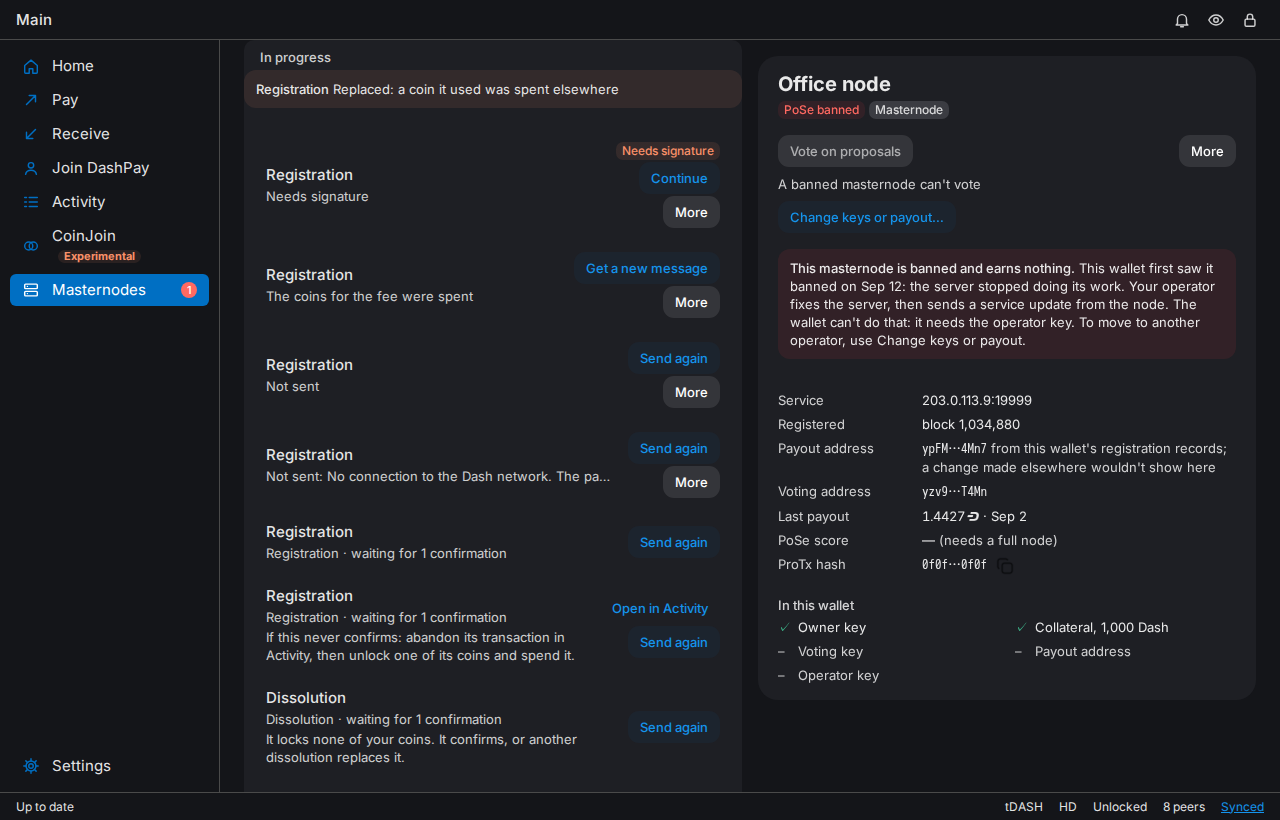 Main
Home
Pay
Receive
Join DashPay
Activity
CoinJoin
Experimental
Masternodes 1
Settings
In progress
Registration Replaced: a coin it used was spent elsewhere
Needs signature
Registration
Needs signature
Continue
More
Registration
The coins for the fee were spent
Get a new message
More
Registration
Not sent
Send again
More
Registration
Not sent: No connection to the Dash network. The pa...
Send again
More
Registration
Registration · waiting for 1 confirmation
Send again
Registration
Registration · waiting for 1 confirmation
If this never confirms: abandon its transaction in
Activity, then unlock one of its coins and spend it.
Open in Activity
Send again
Dissolution
Dissolution · waiting for 1 confirmation
It locks none of your coins. It confirms, or another
dissolution replaces it.
Send again
Office node
PoSe banned Masternode
Vote on proposals More
A banned masternode can't vote
Change keys or payout...
This masternode is banned and earns nothing. This wallet first saw it
banned on Sep 12: the server stopped doing its work. Your operator
fixes the server, then sends a service update from the node. The
wallet can't do that: it needs the operator key. To move to another
operator, use Change keys or payout.
Service 203.0.113.9:19999
Registered block 1,034,880
Payout address ypFM···4Mn7 from this wallet's registration records;
a change made elsewhere wouldn't show here
Voting address yzv9···T4Mn
Last payout 1.4427 · Sep 2
PoSe score — (needs a full node)
ProTx hash 0f0f···0f0f
In this wallet
✓ Owner key ✓ Collateral, 1,000 Dash
– Voting key – Payout address
– Operator key
Up to date tDASH HD Unlocked 8 peers Synced